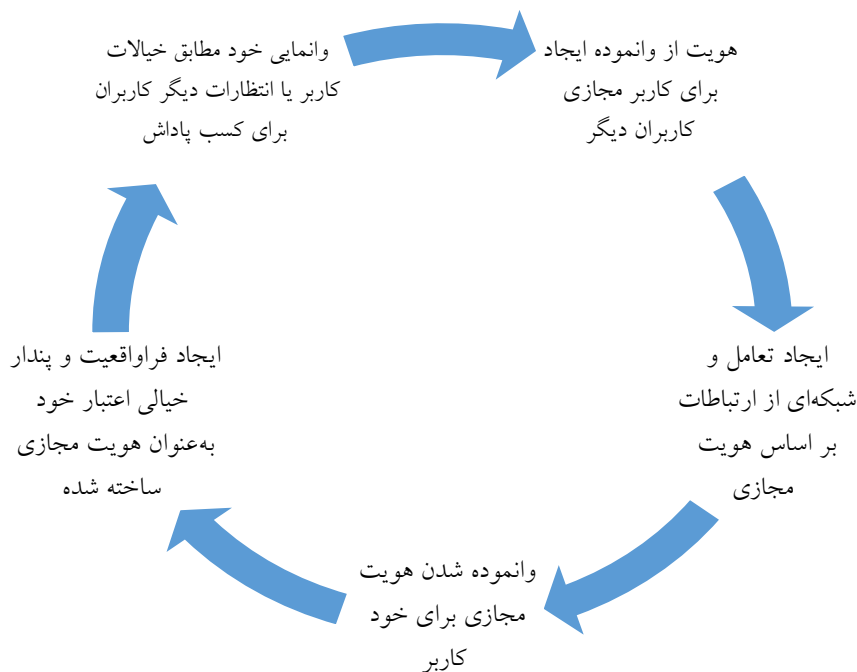 وانمایی خود مطابق خیالات
کاربر یا انتظارات دیگر کاربران
برای کسب پاداش
هویت از وانموده ایجاد
برای کاربر مجازی
کاربران دیگر
ایجاد تعامل و
شبکه‌ای از ارتباطات
بر اساس هویت
مجازی
وانموده شدن هویت
مجازی برای خود
کاربر
ایجاد فراواقعیت و پندار
خیالی اعتبار خود
به‌عنوان هویت مجازی
ساخته شده